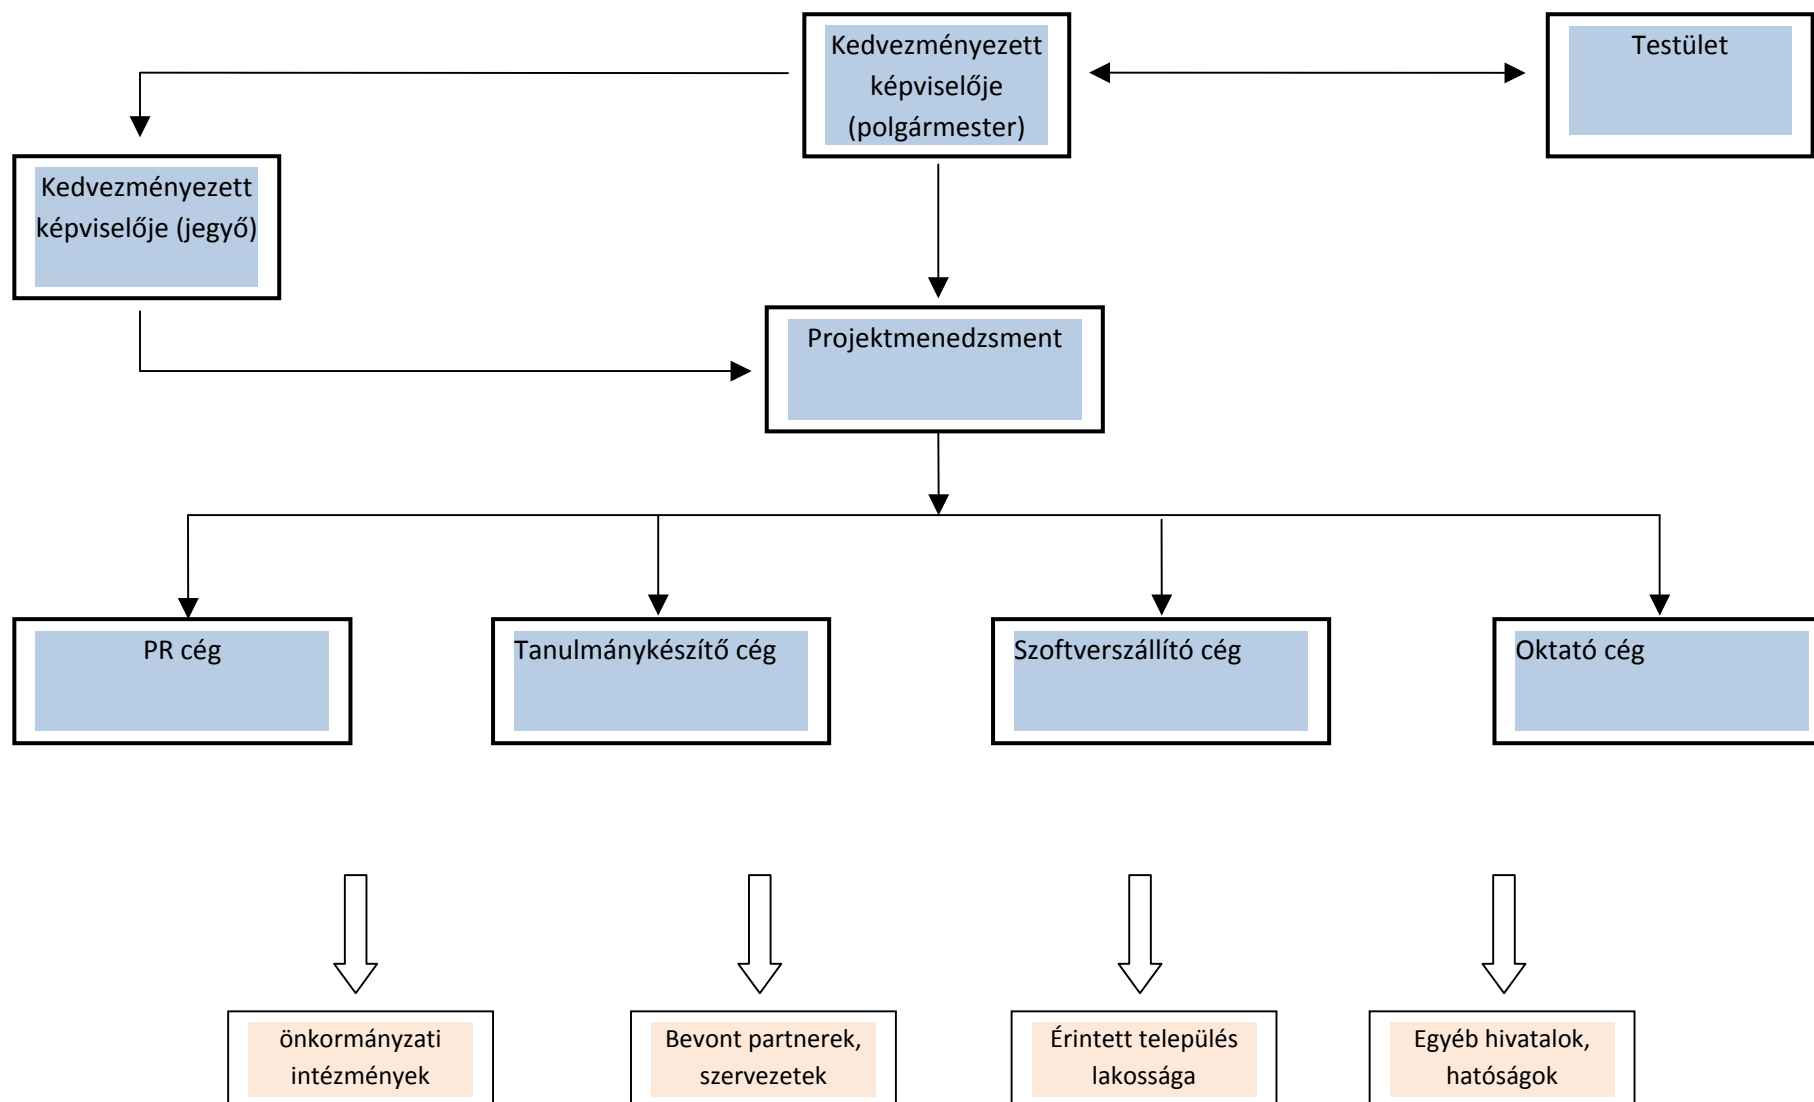 Kedvezményezett
képviselője
(polgármester)
Testület
Kedvezményezett
képviselője (jegyő)
Projektmenedzsment
PR cég
Tanulmánykészítő cég
Szoftverszállító cég
Oktató cég
önkormányzati
intézmények
Bevont partnerek,
szervezetek
Érintett település
lakossága
Egyéb hivatalok,
hatóságok